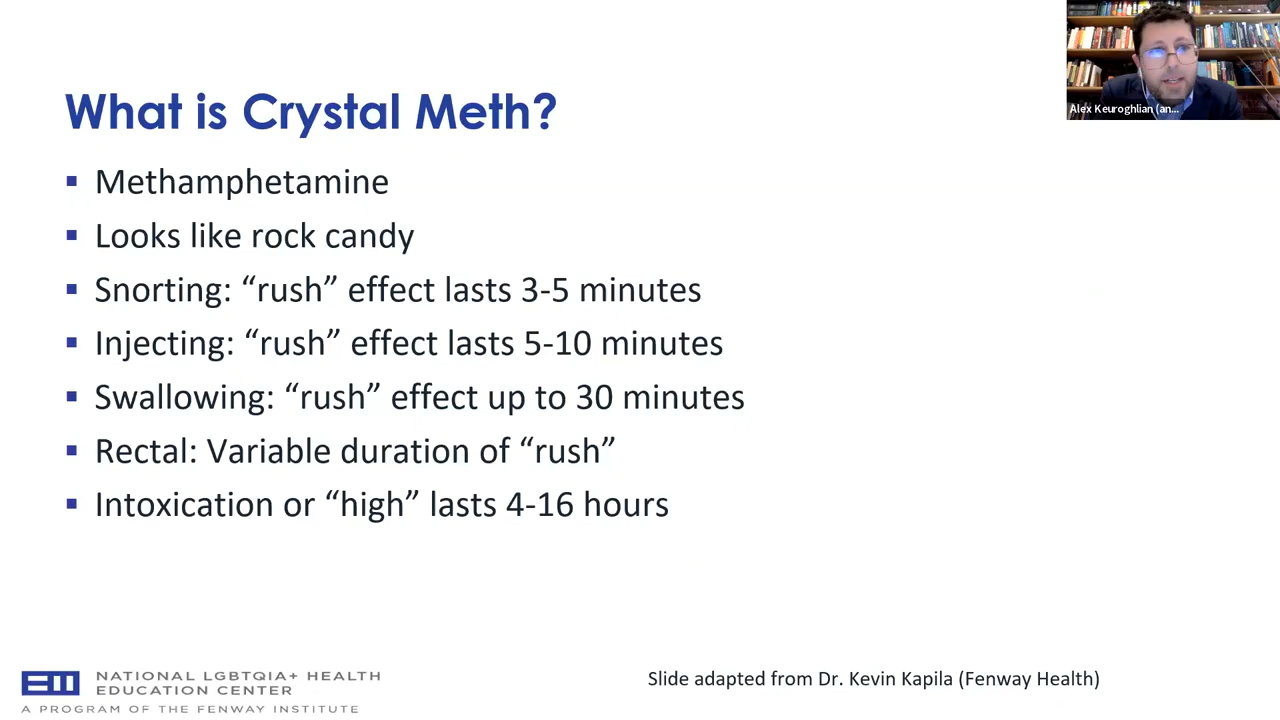 What is Crystal Meth?
▪ Methamphetamine
▪ Looks like rock candy
▪ Snorting: “rush” effect lasts 3-5 minutes
▪ Injecting: “rush” effect lasts 5-10 minutes
▪ Swallowing: “rush” effect up to 30 minutes
▪ Rectal: Variable duration of “rush”
▪ Intoxication or “high” lasts 4-16 hours
Alex Keuroghlian (an...
NATIONAL LGBTQIA+ HEALTH
EDUCATION CENTER
A PROGRAM OF THE FENWAY INSTITUTE
Slide adapted from Dr. Kevin Kapila (Fenway Health)